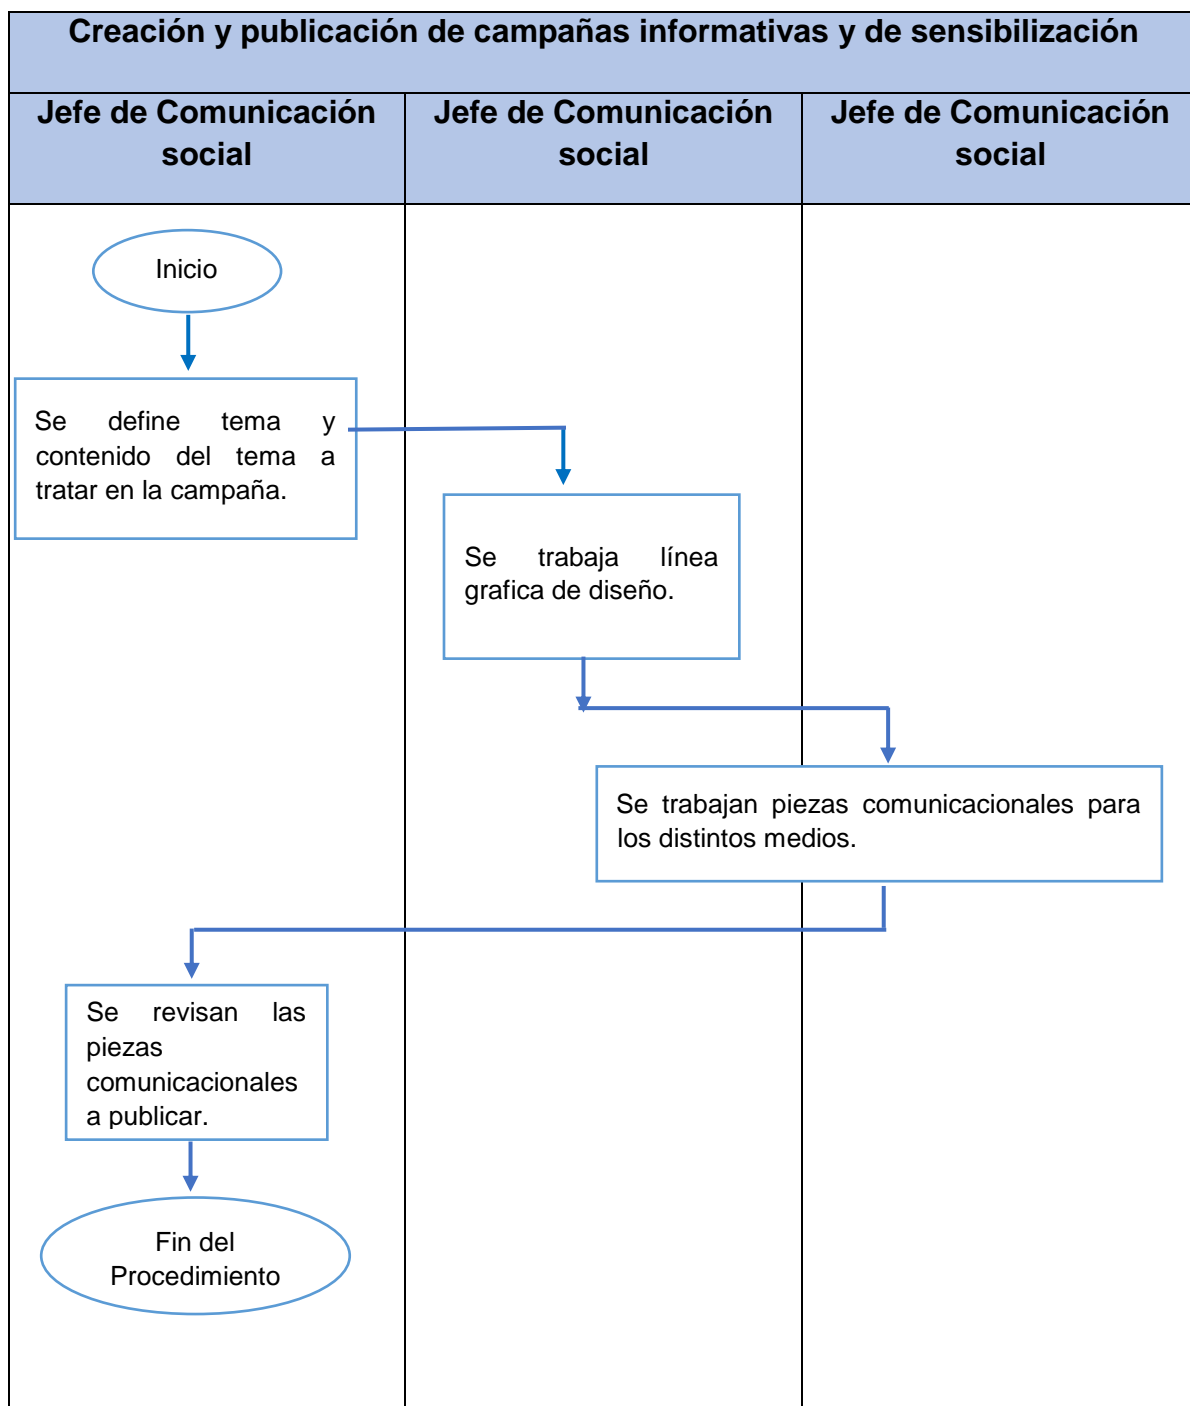 Creación y publicación de campañas informativas y de sensibilización
Jefe de Comunicación
social
Jefe de Comunicación
social
Jefe de Comunicación
social
Inicio
Se define tema y
contenido del tema a
tratar en la campaña.
Se trabaja línea
grafica de diseño.
Se trabajan piezas comunicacionales para
los distintos medios.
Se revisan las
piezas
comunicacionales
a publicar.
Fin del
Procedimiento